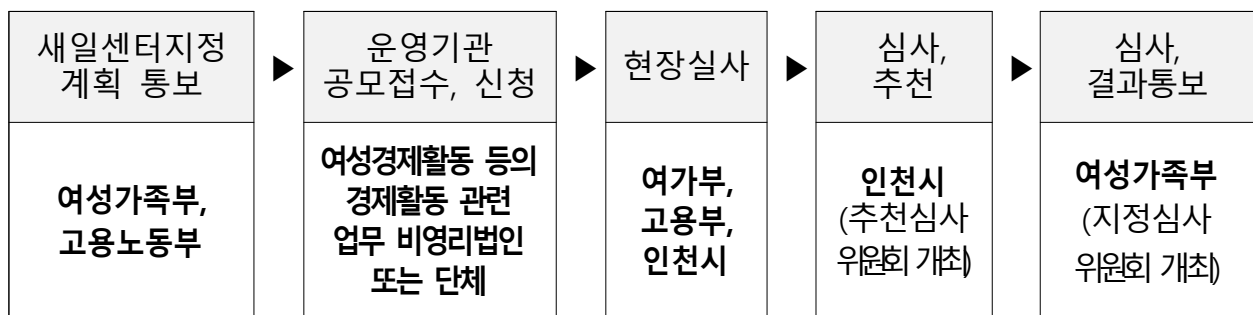 새일센터지정
계획 통보
▶
운영기관
공모접수, 신청
▶
현장실사
▶
심사,
추천
▶
심사,
결과통보
여성가족부,
고용노동부
여성경제활동 등의
경제활동 관련
업무 비영리법인
또는 단체
여가부,
고용부,
인천시
인천시
(추천심사
위원회 개최)
여성가족부
(지정심사
위원회 개최)